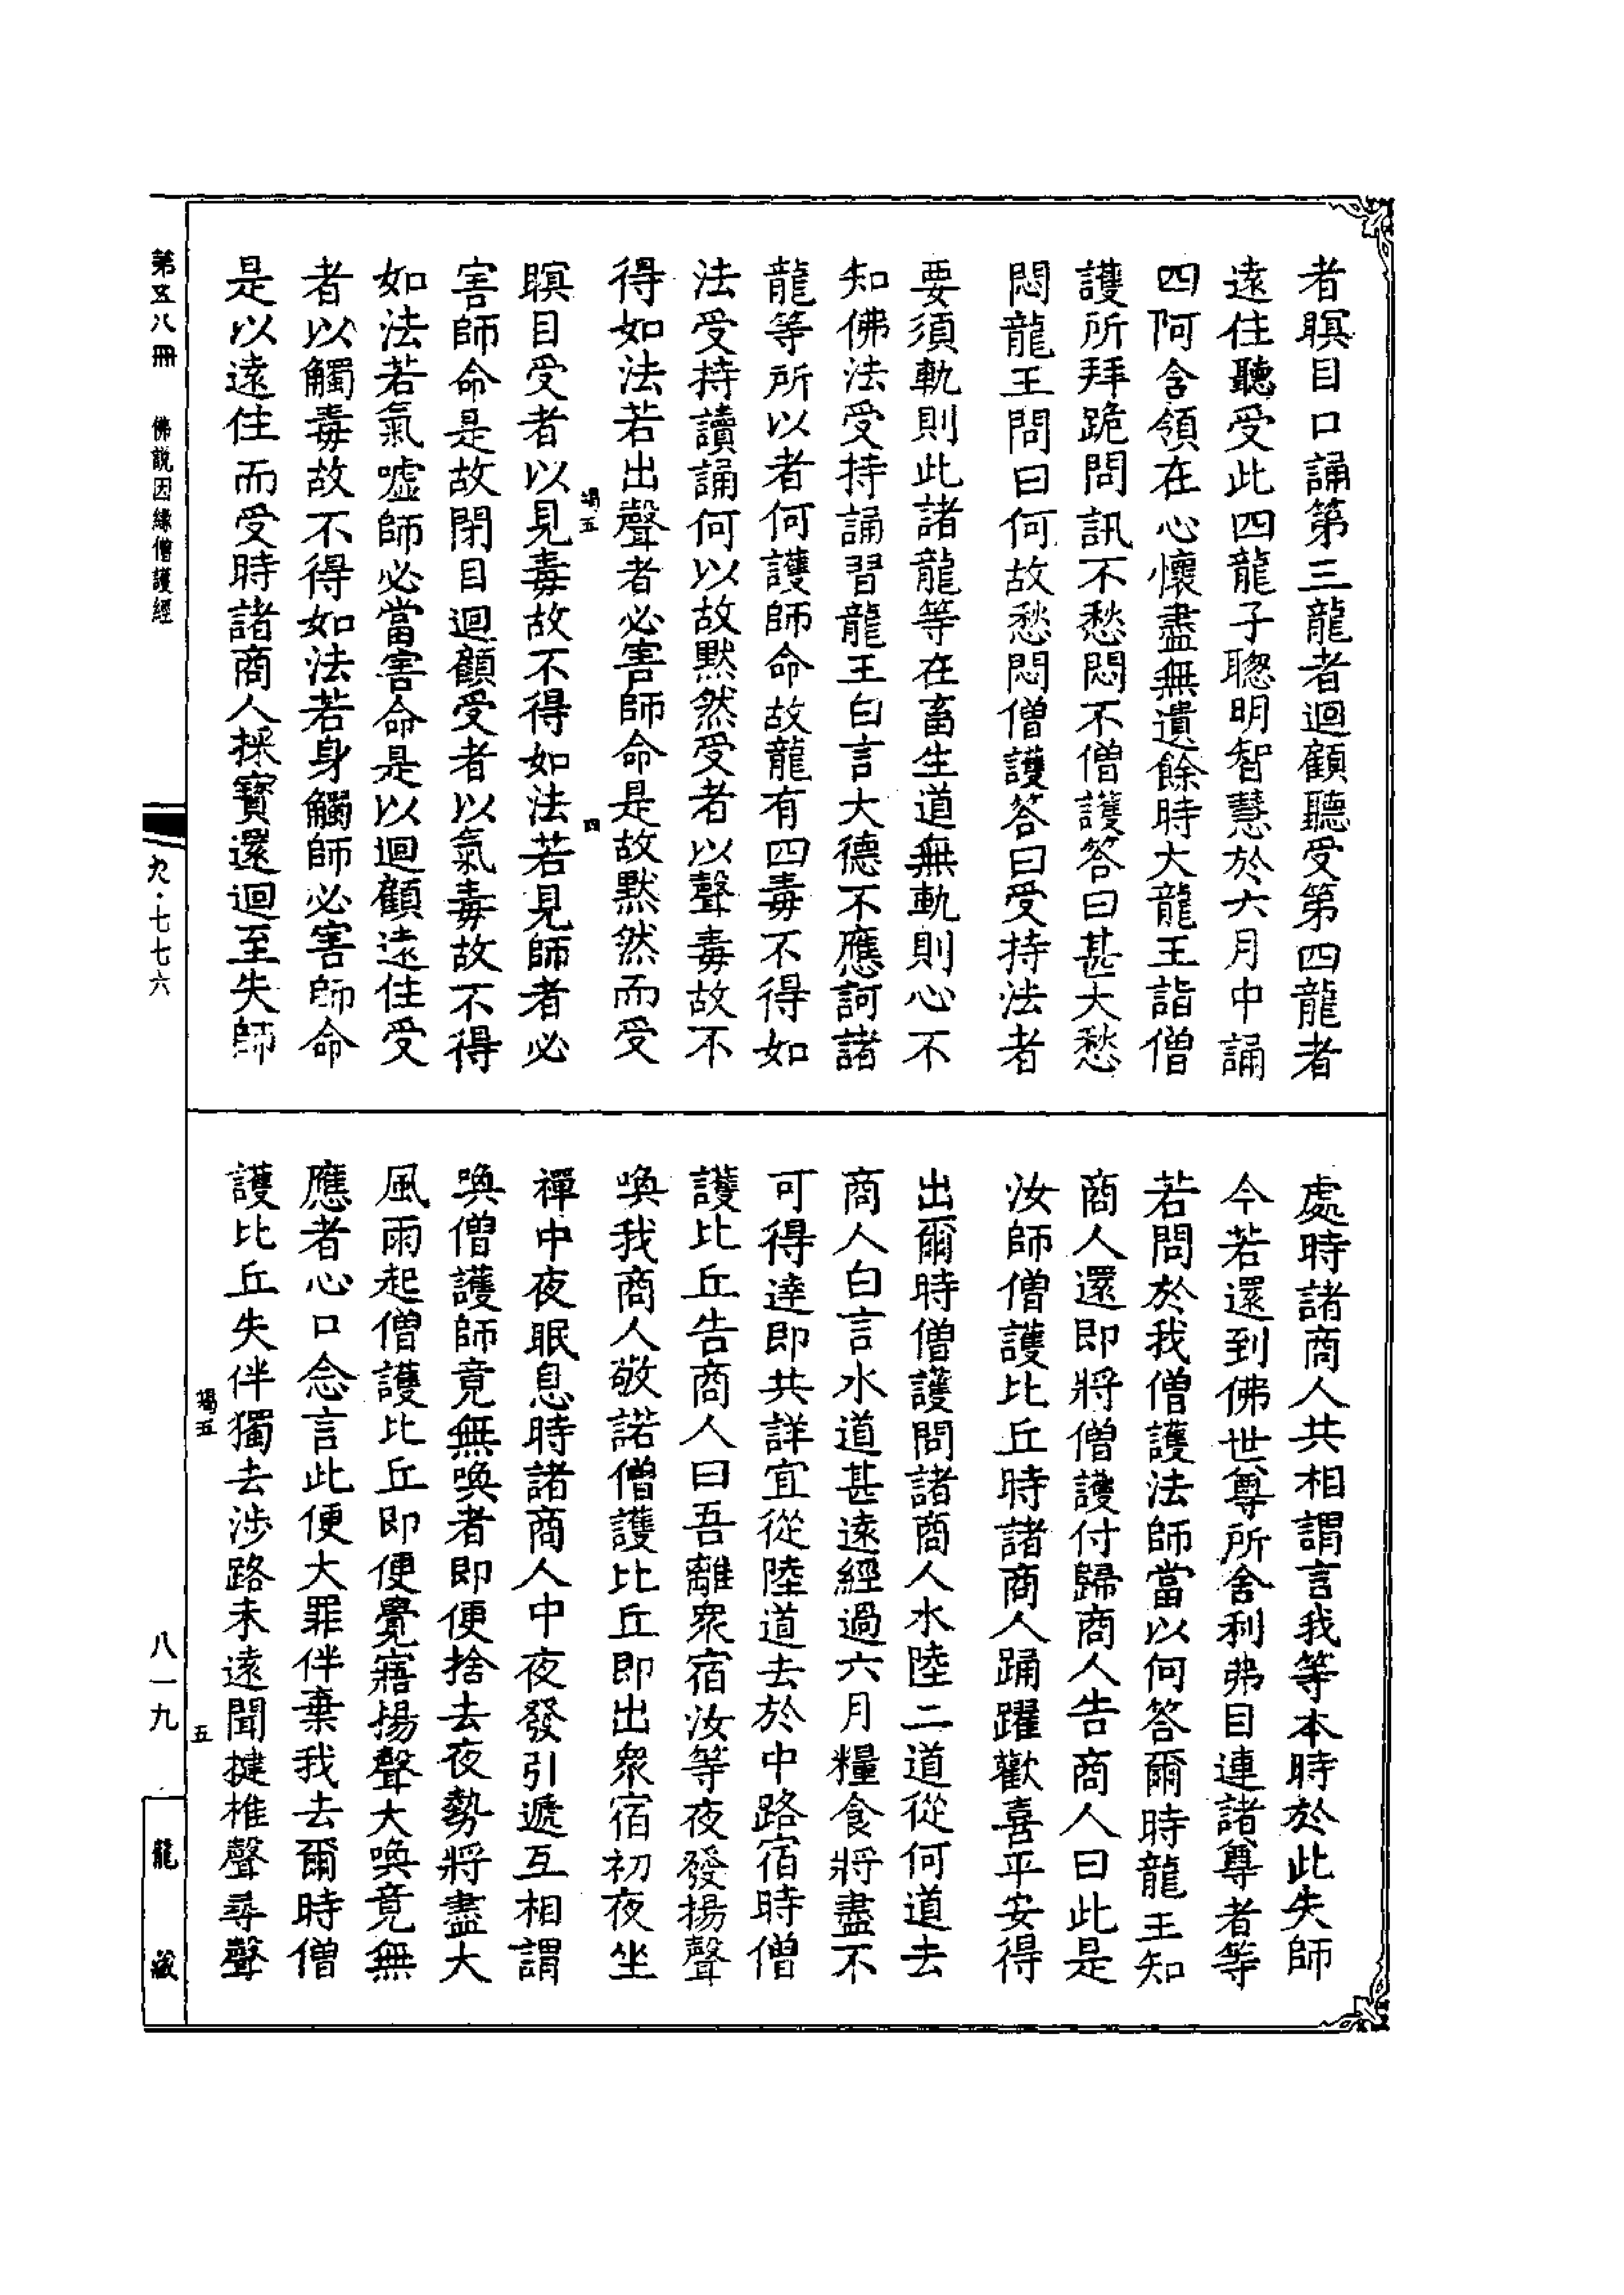 者瞑目口誦第三龍者迴顧聽受第四龍者
遠住聽受此四龍子聰明智慧於六月中誦
四阿含領在心懷盡無遺餘時大龍王詣僧
護所拜跪問訊不愁悶不僧護答曰甚大愁
悶龍王問曰何故愁悶僧護答曰受持法者
要須軌則此諸龍等在畜生道無軌則心不
知佛法受持誦習龍王白言大德不應訶諸
龍等所以者何護師命故龍有四毒不得如
法受持讀誦何以故默然受者以聲毒故不
得如法若出聲者必害師命是故默然而受
瞑目受者以見毒故不得如法若見師者必
害師命是故閉目迴顧受者以氣毒故不得
如法若氣噓師必當害命是以迴顧遠住受
者以觸毒故不得如法若身觸師必害師命
是以遠住而受時諸商人採寶還迴至失師
處時諸商人共相謂言我等本時於此失師
今若還到佛世尊所舍利弗目連諸尊者等
若問於我僧護法師當以何答爾時龍王知
商人還即將僧護付歸商人告商人曰此是
汝師僧護比丘時諸商人踊躍歡喜平安得
出爾時僧護問諸商人水陸二道從何道去
商人白言水道甚遠經過六月糧食將盡不
可得達即共詳宜從陸道去於中路宿時僧
護比丘告商人曰吾離衆宿汝等夜發揚聲
喚我商人敬諾僧護比丘即出衆宿初夜坐
禪中夜眠息時諸商人中夜發引遞互相謂
喚僧護師竟無喚者即便捨去夜勢將盡大
風雨起僧護比丘即便覺寤揚聲大喚竟無
應者心口念言此便大罪伴棄我去爾時僧
護比丘失伴獨去涉路未遠聞揵椎聲尋聲
竭五
四
竭五
五
第五八冊
佛說因緣僧護經
九·七七六
八一九
龍藏